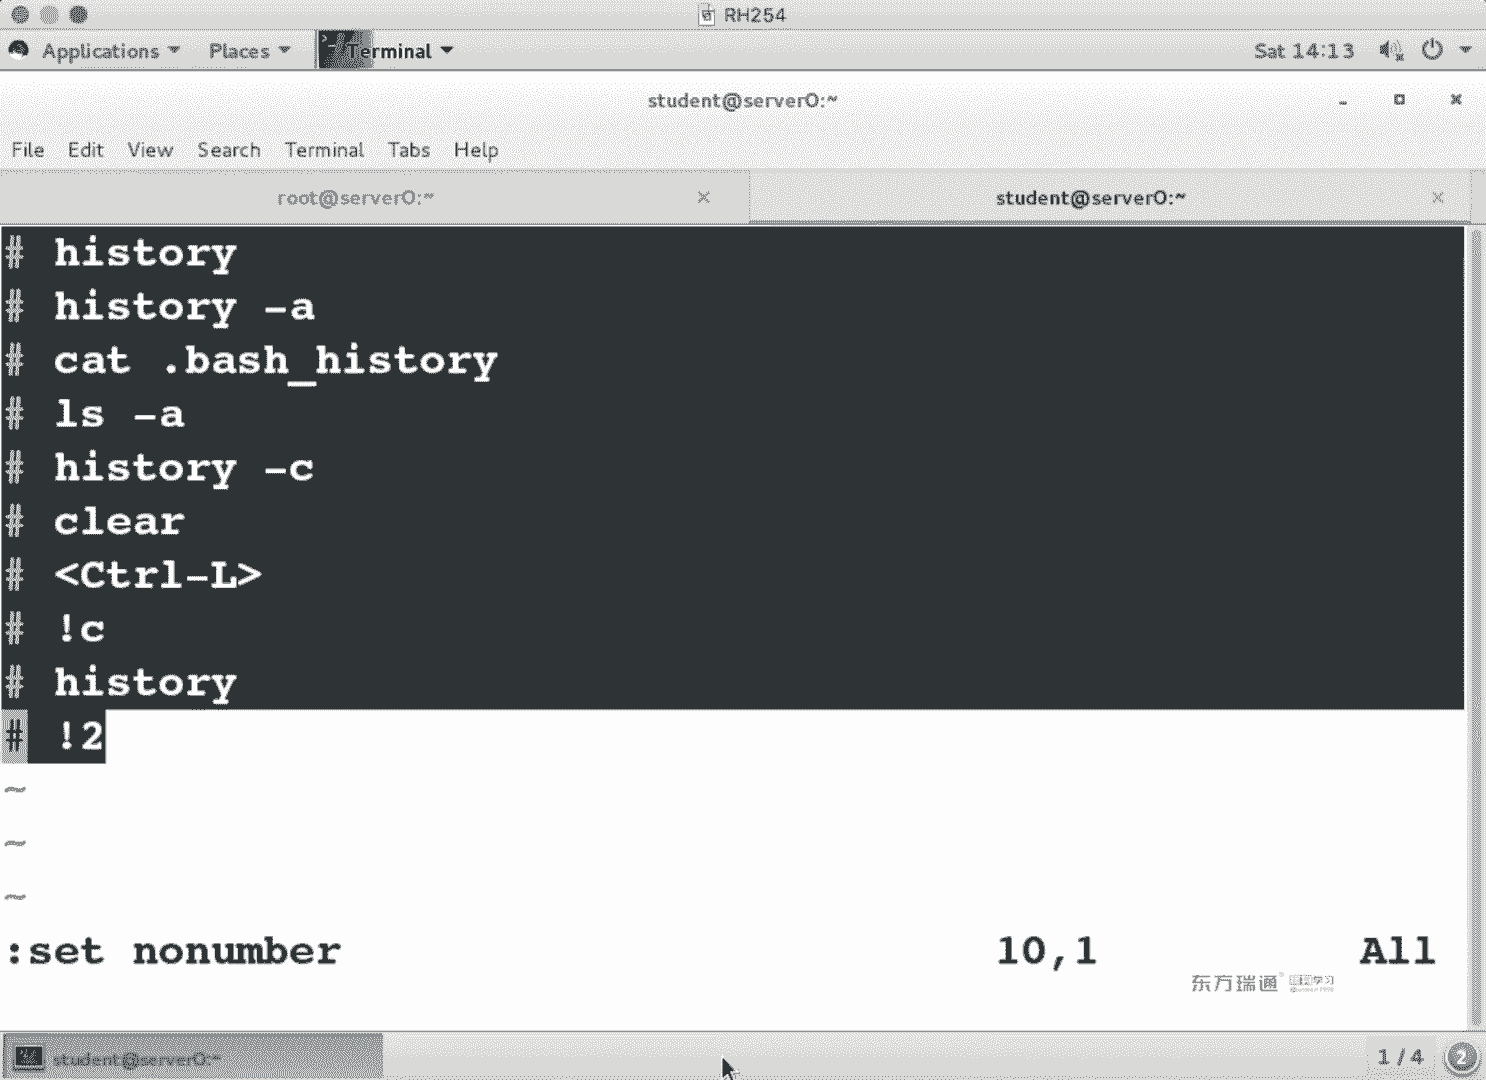 RH254
Applications Places Terminal Sat 14:13
student@server0:~
File Edit View Search Terminal Tabs Help
root@server0:~ × student@server0:~ ×
# history
# history -a
# cat .bash_history
# ls -a
# history -c
# clear
# <Ctrl-L>
# !c
# history
# !2
~
~
~
:set nonumber 10,1 All
东方瑞通
student@server0:~ 1 / 4 2